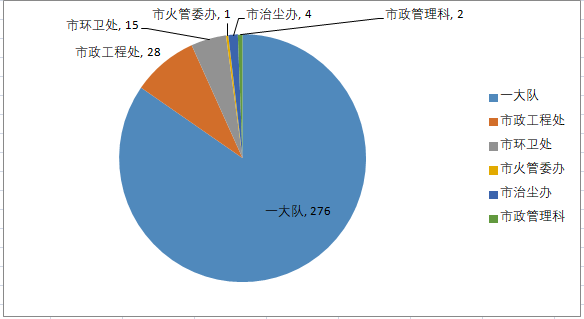 市火管委办, 1
市治尘办, 4
市政管理科, 2
市环卫处, 15
市政工程处, 28
一大队, 276
一大队
市政工程处
市环卫处
市火管委办
市治尘办
市政管理科